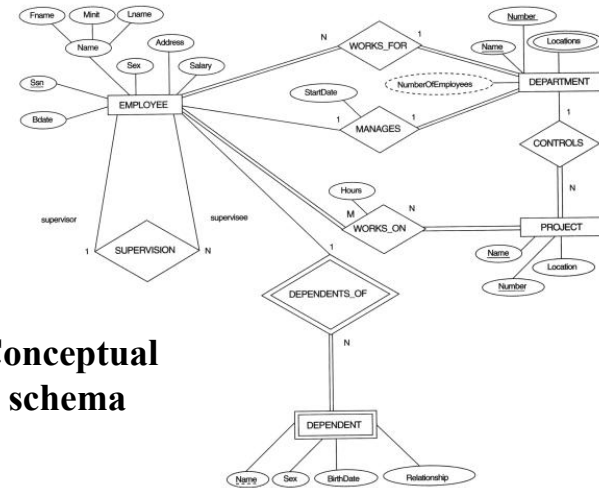 Fname Minit Lname
Number
Name Address N WORKS_FOR 1 Name Locations
Ssn Sex Salary
StartDate NumberOfEmployees DEPARTMENT
EMPLOYEE
Bdate 1 MANAGES 1 1
CONTROLS
Hours N
supervisor supervisee M WORKS_ON N PROJECT
1 SUPERVISION N 1 Name Location
Number
DEPENDENTS_OF
N
Conceptual
schema
DEPENDENT
Name Sex BirthDate Relationship